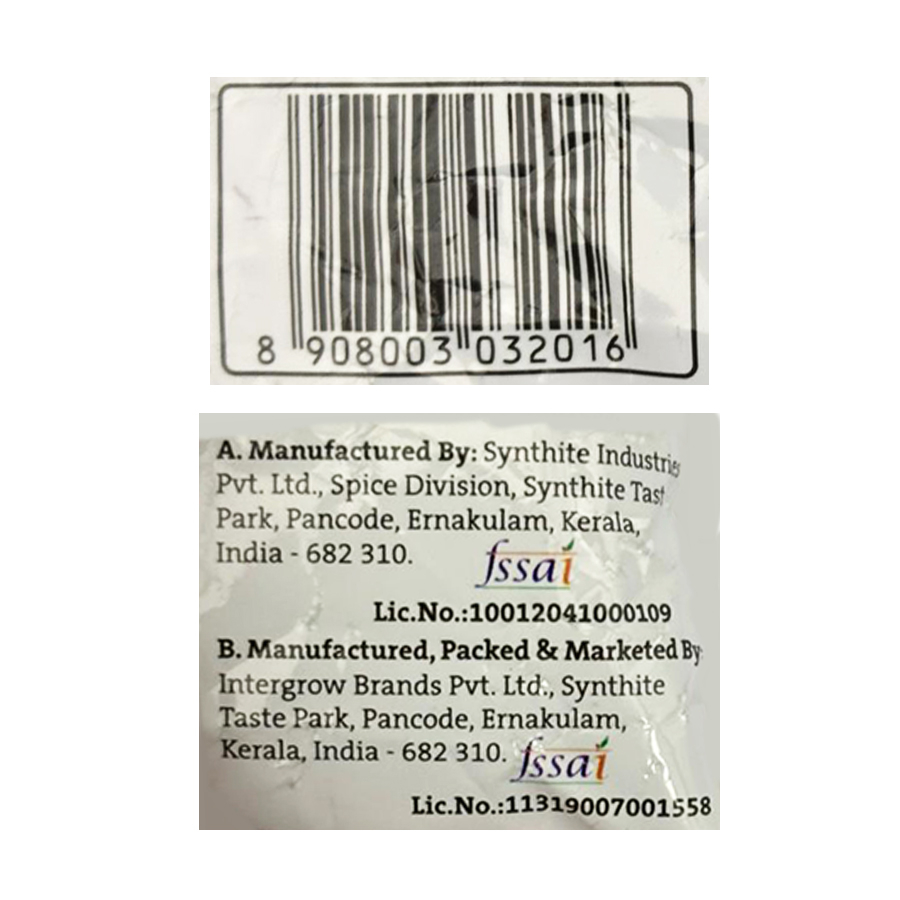 8 908003 032016
A. Manufactured By: Synthite Industries
Pvt. Ltd., Spice Division, Synthite Tast
Park, Pancode, Ernakulam, Kerala,
India - 682 310.
fssai
Lic.No.:10012041000109
B. Manufactured, Packed & Marketed By
Intergrow Brands Pvt. Ltd., Synthite
Taste Park, Pancode, Ernakulam,
Kerala, India - 682 310.
fssai
Lic.No.:11319007001558